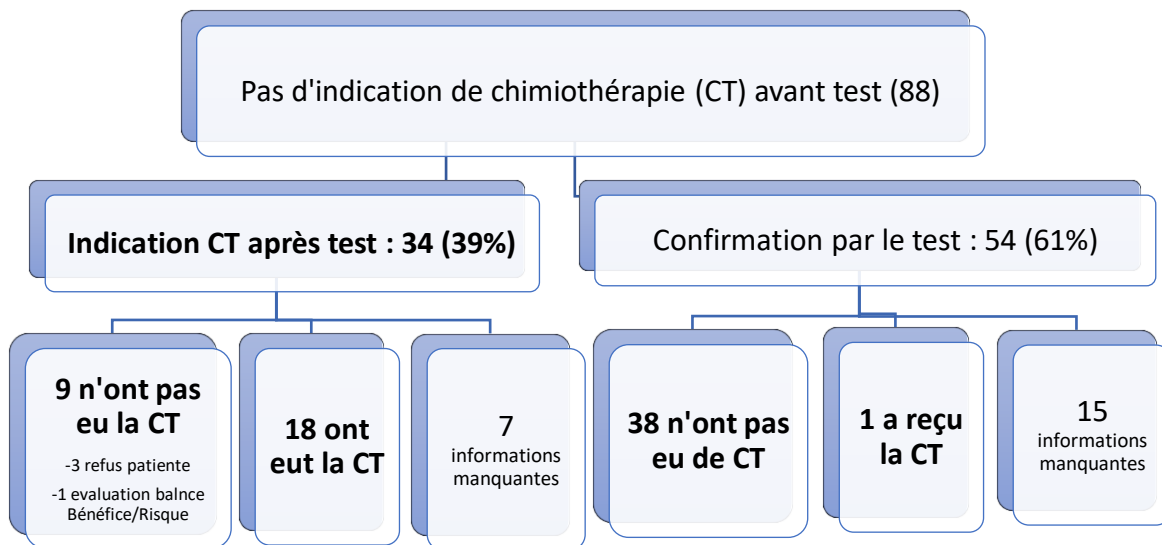 Pas d'indication de chimiothérapie (CT) avant test (88)
Indication CT après test : 34 (39%)
Confirmation par le test : 54 (61%)
9 n'ont pas
eu la CT
-3 refus patiente
-1 evaluation balnce
Bénéfice/Risque
18 ont
eut la CT
7
informations
manquantes
38 n'ont pas
eu de CT
1 a reçu
la CT
15
informations
manquantes